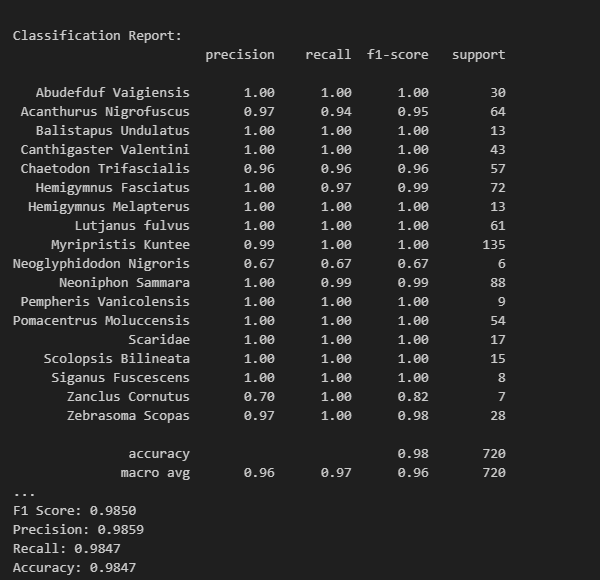 Classification Report:
precision recall f1-score support
Abudefduf Vaigiensis 1.00 1.00 1.00 30
Acanthurus Nigrofuscus 0.97 0.94 0.95 64
Balistapus Undulatus 1.00 1.00 1.00 13
Canthigaster Valentini 1.00 1.00 1.00 43
Chaetodon Trifascialis 0.96 0.96 0.96 57
Hemigymnus Fasciatus 1.00 0.97 0.99 72
Hemigymnus Melapterus 1.00 1.00 1.00 13
Lutjanus fulvus 1.00 1.00 1.00 61
Myripristis Kuntee 0.99 1.00 1.00 135
Neoglyphidodon Nigroris 0.67 0.67 0.67 6
Neoniphon Sammara 1.00 0.99 0.99 88
Pempheris Vanicolensis 1.00 1.00 1.00 9
Pomacentrus Moluccensis 1.00 1.00 1.00 54
Scaridae 1.00 1.00 1.00 17
Scolopsis Bilineata 1.00 1.00 1.00 15
Siganus Fuscescens 1.00 1.00 1.00 8
Zanclus Cornutus 0.70 1.00 0.82 7
Zebrasoma Scopas 0.97 1.00 0.98 28
accuracy 0.98 720
macro avg 0.96 0.97 0.96 720
...
F1 Score: 0.9850
Precision: 0.9859
Recall: 0.9847
Accuracy: 0.9847